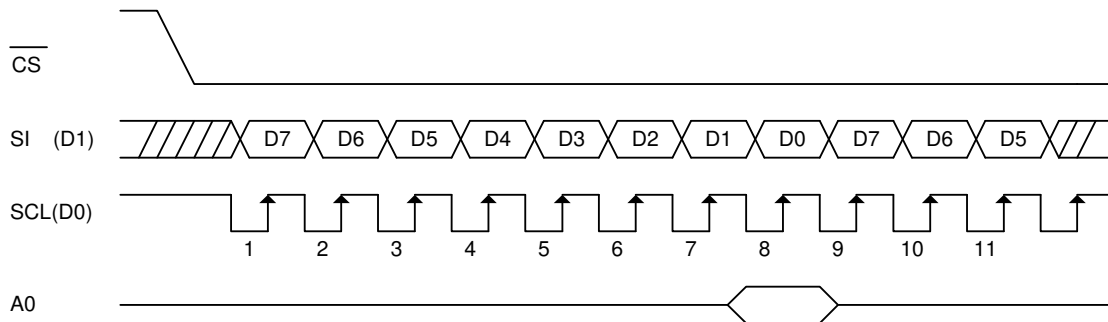 CS
SI (D1) D7 D6 D5 D4 D3 D2 D1 D0 D7 D6 D5
SCL(D0)
1 2 3 4 5 6 7 8 9 10 11
A0